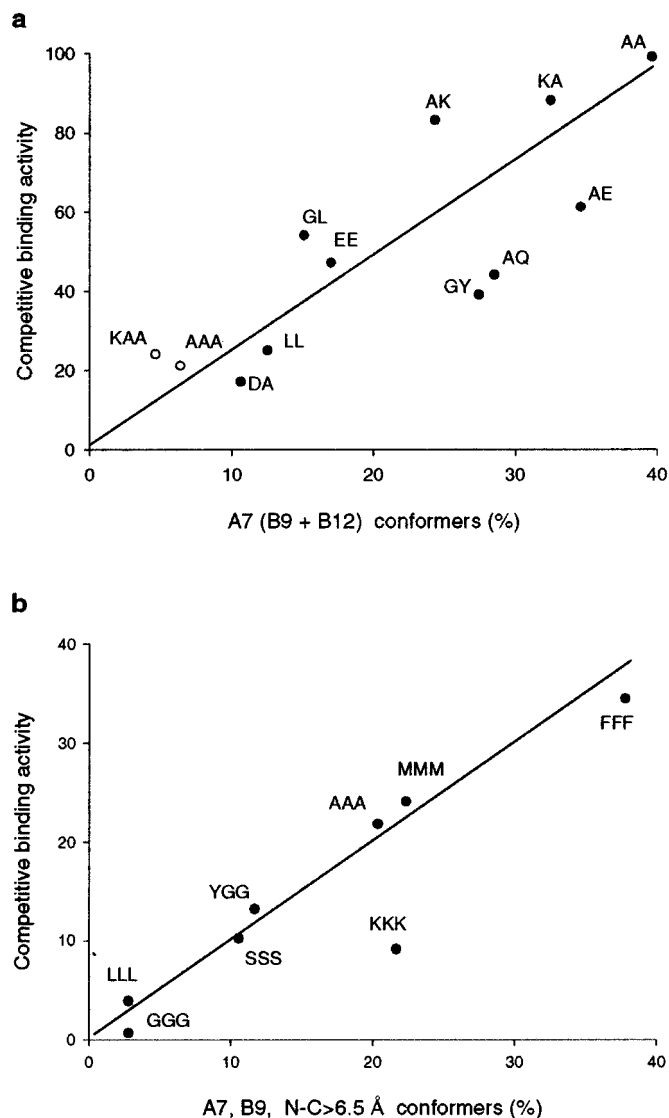 a
Competitive binding activity
100
80
60
40
20
0
AA
KA
AK
AE
GL
EE
AQ
GY
KAA
AAA
LL
DA
0 10 20 30 40
A7 (B9 + B12) conformers (%)
b
Competitive binding activity
40
30
20
10
0
FFF
MMM
AAA
YGG
KKK
SSS
LLL
GGG
0 10 20 30 40
A7, B9, N-C>6.5 Å conformers (%)